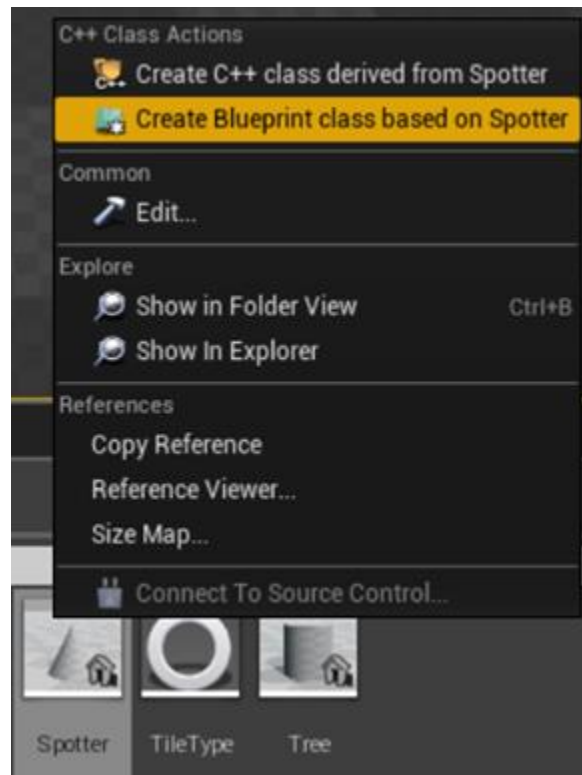 C++ Class Actions
C++ Create C++ class derived from Spotter
Create Blueprint class based on Spotter
Common
Edit...
Explore
Show in Folder View Ctrl+B
Show In Explorer
References
Copy Reference
Reference Viewer...
Size Map...
Connect To Source Control...
Spotter TileType Tree